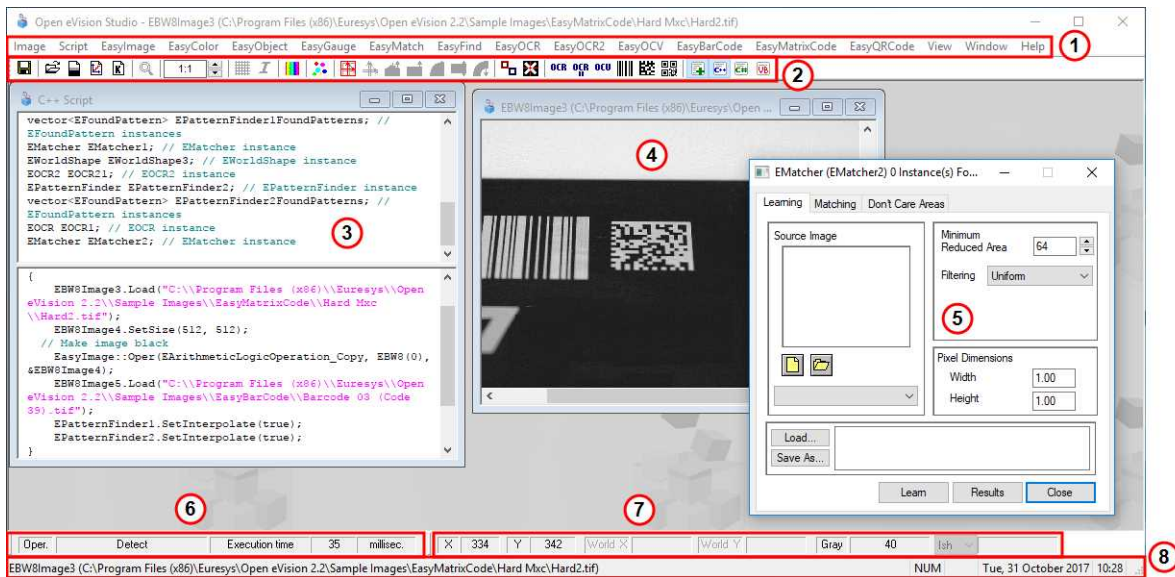 Open eVision Studio - EBW8Image3 (C:\Program Files (x86)\Euresys\Open eVision 2.2\Sample Images\EasyMatrixCode\Hard Mxc\Hard2.tif)
Image Script EasyImage EasyColor EasyObject EasyGauge EasyMatch EasyFind EasyOCR EasyOCR2 EasyOCV EasyBarCode EasyMatrixCode EasyQRCode View Window Help
1
1:1 OCR OCR II OCV C++ C# VB
2
C++ Script
vector<EFoundPattern> EPatternFinder1FoundPatterns; //
EFoundPattern instances
EMatcher EMatcher1; // EMatcher instance
EWorldShape EWorldShape3; // EWorldShape instance
EOCR2 EOCR21; // EOCR2 instance
EPatternFinder EPatternFinder2; // EPatternFinder instance
vector<EFoundPattern> EPatternFinder2FoundPatterns; //
EFoundPattern instances
EOCR EOCR1; // EOCR instance
EMatcher EMatcher2; // EMatcher instance
3
{
EBW8Image3.Load("C:\\Program Files (x86)\\Euresys\\Open
eVision 2.2\\Sample Images\\EasyMatrixCode\\Hard Mxc
\\Hard2.tif");
EBW8Image4.SetSize(512, 512);
// Make image black
EasyImage::Oper(EArithmeticLogicOperation_Copy, EBW8(0),
&EBW8Image4);
EBW8Image5.Load("C:\\Program Files (x86)\\Euresys\\Open
eVision 2.2\\Sample Images\\EasyBarCode\\Barcode 03 (Code
39).tif");
EPatternFinder1.SetInterpolate(true);
EPatternFinder2.SetInterpolate(true);
}
EBW8Image3 (C:\Program Files (x86)\Euresys\Open ...
4
7
EMatcher (EMatcher2) 0 Instance(s) Fo...
Learning Matching Don't Care Areas
Source Image
Minimum
Reduced Area 64
Filtering Uniform
5
Pixel Dimensions
Width 1.00
Height 1.00
Load...
Save As...
Learn Results Close
6
7
Oper. Detect Execution time 35 millisec. X 334 Y 342 World X World Y Gray 40 Ish
8
EBW8Image3 (C:\Program Files (x86)\Euresys\Open eVision 2.2\Sample Images\EasyMatrixCode\Hard Mxc\Hard2.tif) NUM Tue, 31 October 2017 10:28